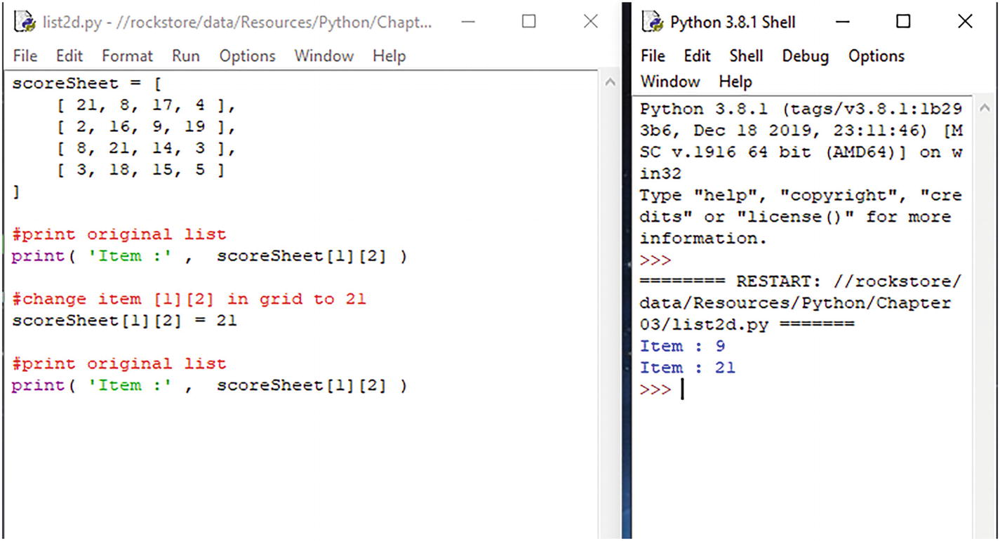 list2d.py - //rockstore/data/Resources/Python/Chapt...
File Edit Format Run Options Window Help
scoreSheet = [
    [ 21, 8, 17, 4 ],
    [ 2, 16, 9, 19 ],
    [ 8, 21, 14, 3 ],
    [ 3, 18, 15, 5 ]
]
#print original list
print( 'Item :' ,  scoreSheet[1][2] )
#change item [1][2] in grid to 21
scoreSheet[1][2] = 21
#print original list
print( 'Item :' ,  scoreSheet[1][2] )
Python 3.8.1 Shell
File Edit Shell Debug Options
Window Help
Python 3.8.1 (tags/v3.8.1:1b29
3b6, Dec 18 2019, 23:11:46) [M
SC v.1916 64 bit (AMD64)] on w
in32
Type "help", "copyright", "cre
dits" or "license()" for more
information.
>>>
======== RESTART: //rockstore/
data/Resources/Python/Chapter
03/list2d.py =======
Item : 9
Item : 21
>>>